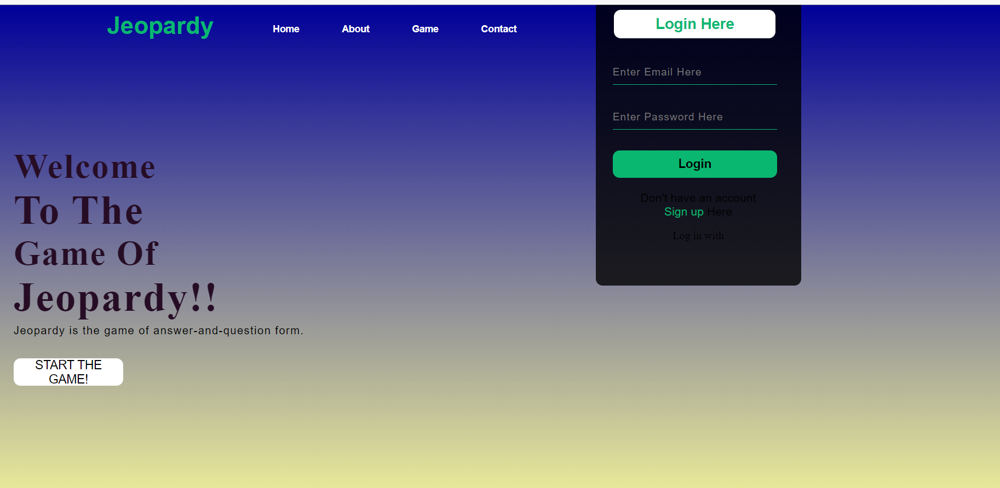 Jeopardy
Home About Game Contact
Login Here
Enter Email Here
Enter Password Here
Login
Don't have an account
Sign up Here
Log in with
Welcome
To The
Game Of
Jeopardy!!
Jeopardy is the game of answer-and-question form.
START THE
GAME!